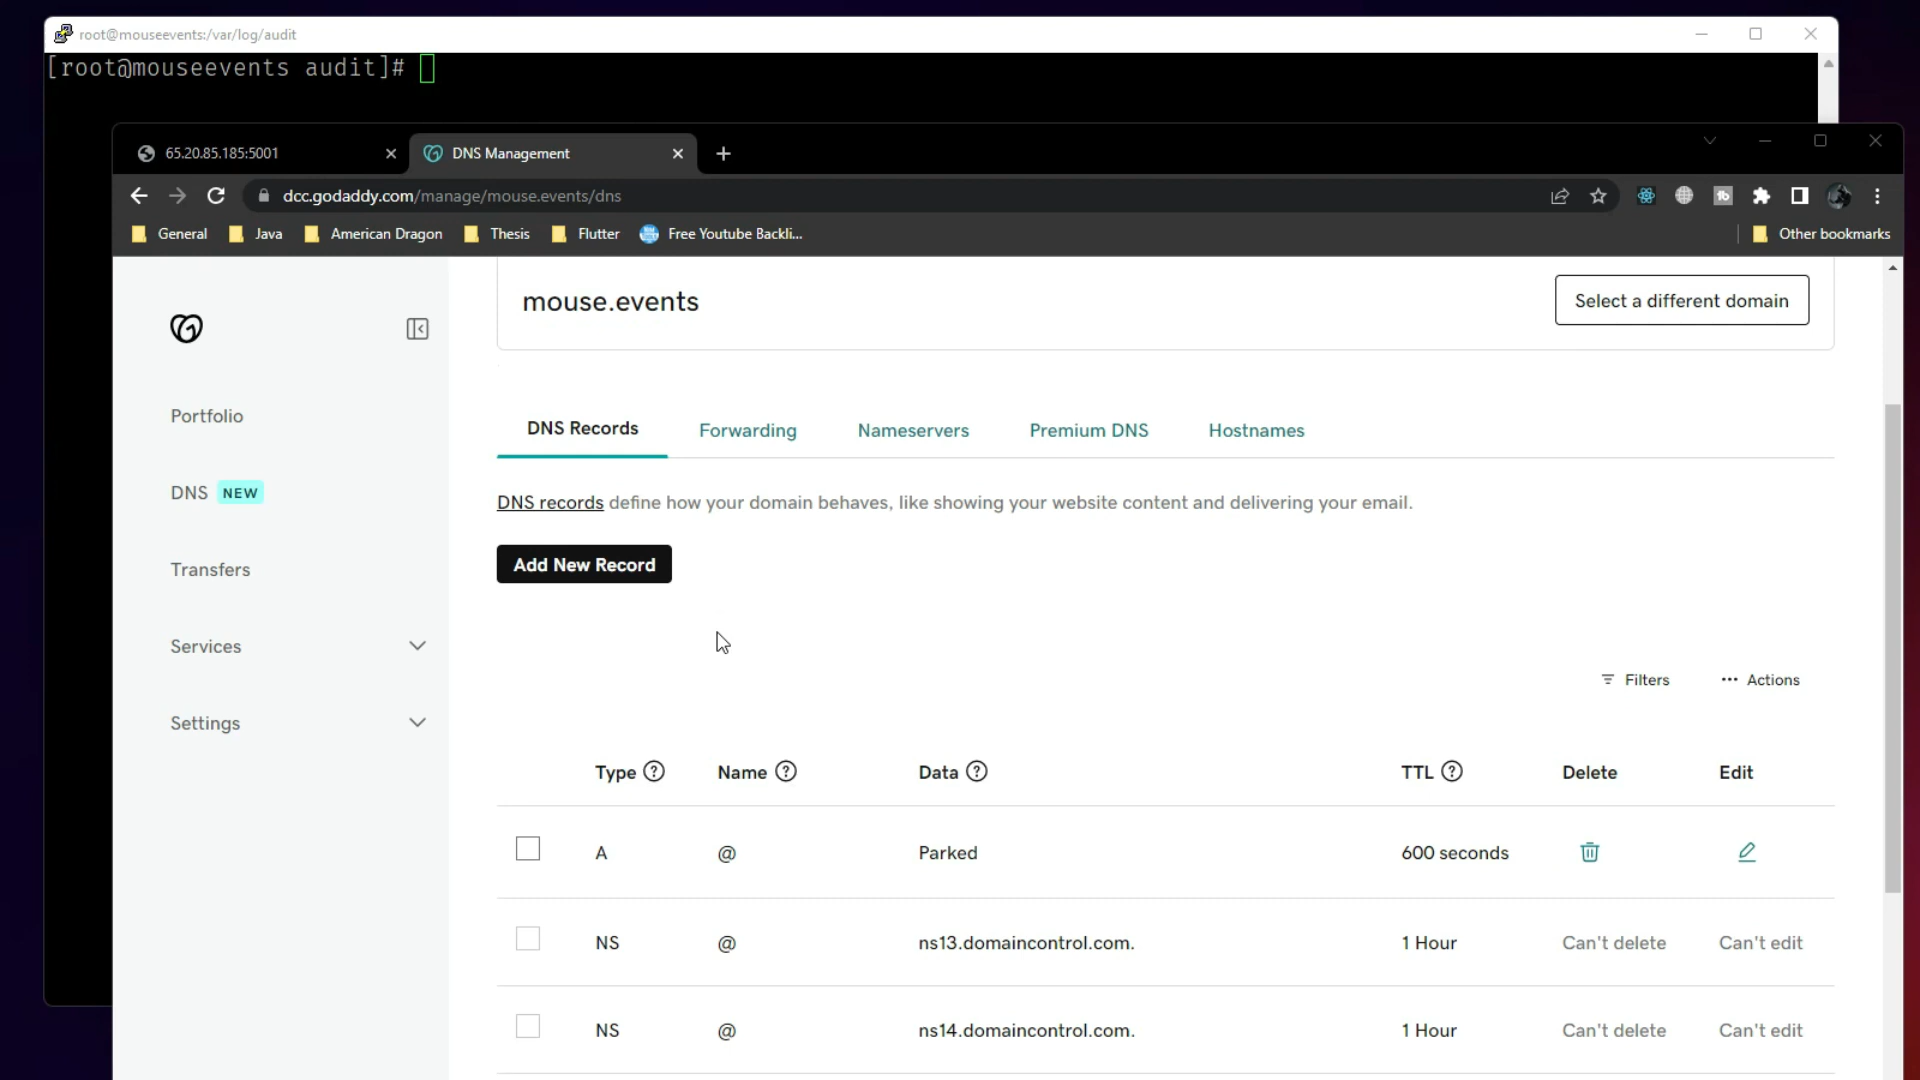 root@mouseevents:/var/log/audit
[root@mouseevents audit]#
65.20.85.185:5001
DNS Management
dcc.godaddy.com/manage/mouse.events/dns
General
Java
American Dragon
Thesis
Flutter
Free Youtube Backli...
Other bookmarks
mouse.events
Select a different domain
Portfolio
DNS NEW
Transfers
Services
Settings
DNS Records
Forwarding
Nameservers
Premium DNS
Hostnames
DNS records define how your domain behaves, like showing your website content and delivering your email.
Add New Record
Filters
Actions
Type Name Data TTL Delete Edit
A @ Parked 600 seconds
NS @ ns13.domaincontrol.com. 1 Hour Can't delete Can't edit
NS @ ns14.domaincontrol.com. 1 Hour Can't delete Can't edit